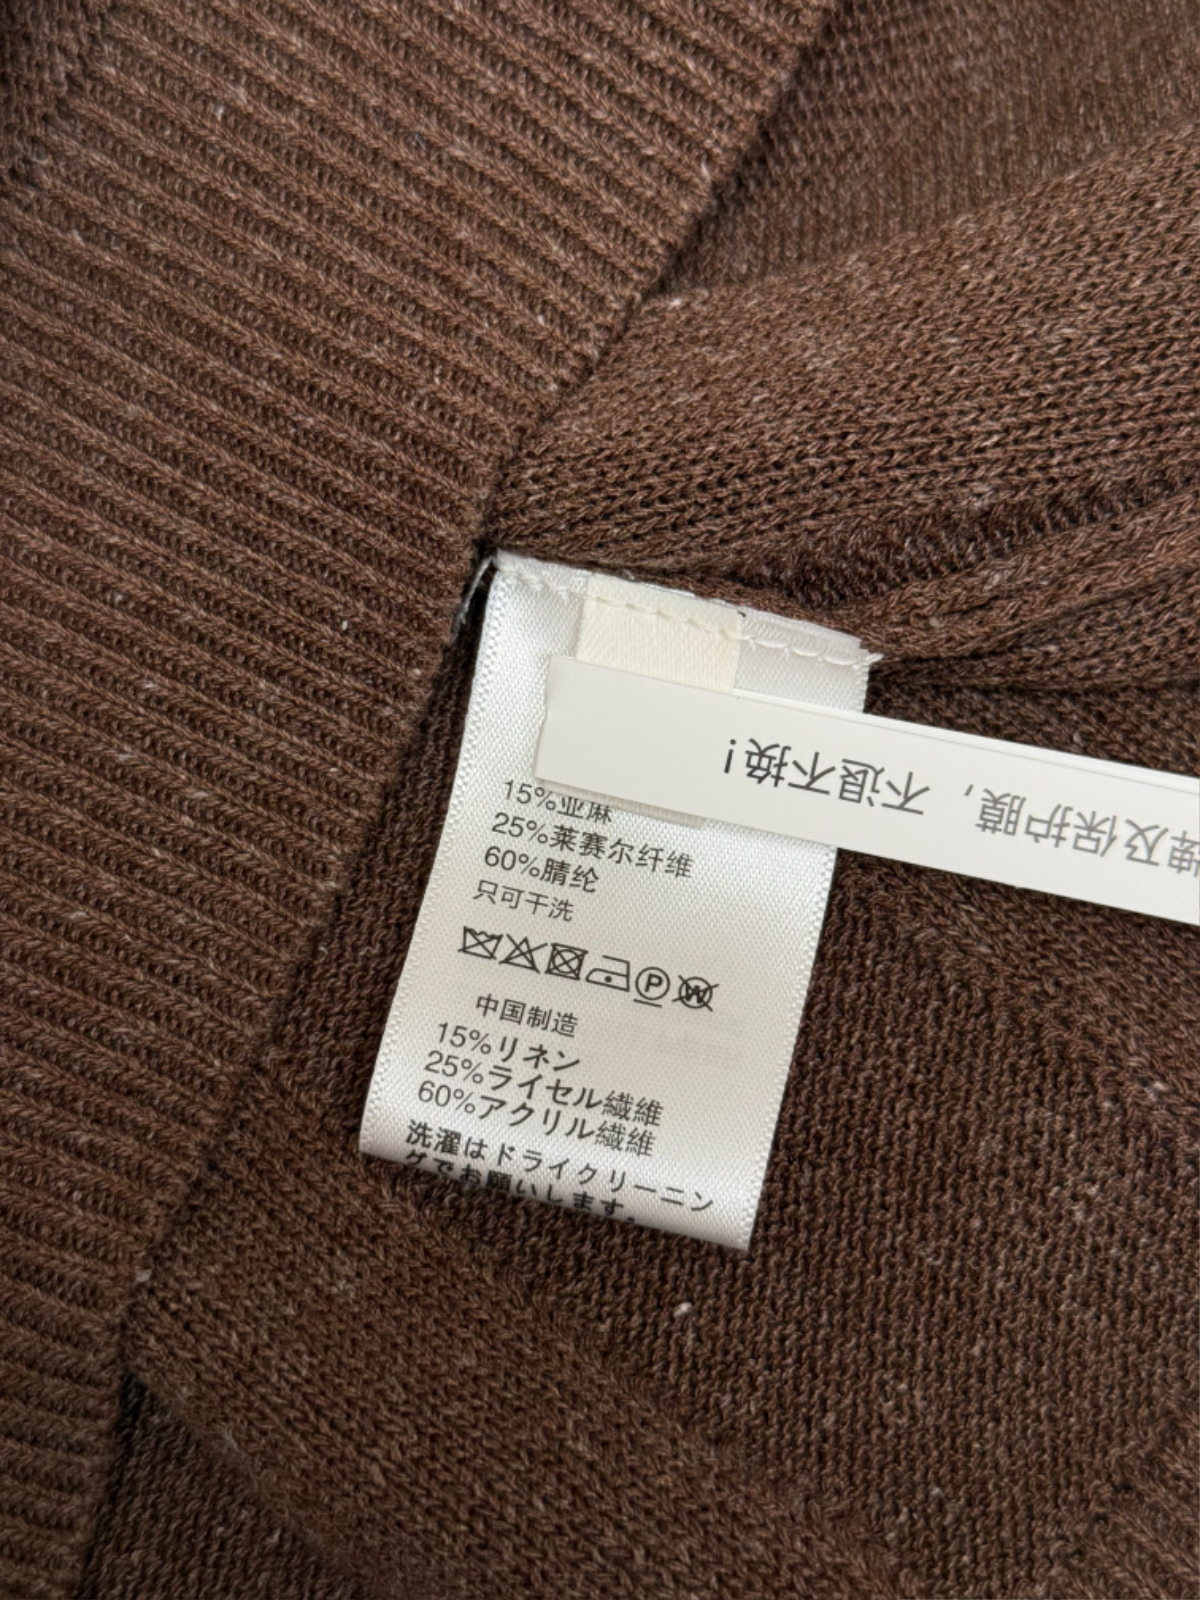 牌及保护膜，不退不换！
15%亚麻
25%莱赛尔纤维
60%腈纶
只可干洗
P W
中国制造
15%リネン
25%ライセル繊維
60%アクリル繊維
洗濯はドライクリーニン
グでお願いします。